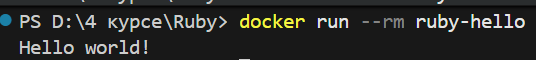 PS D:\4 курсе\Ruby> docker run --rm ruby-hello
Hello world!